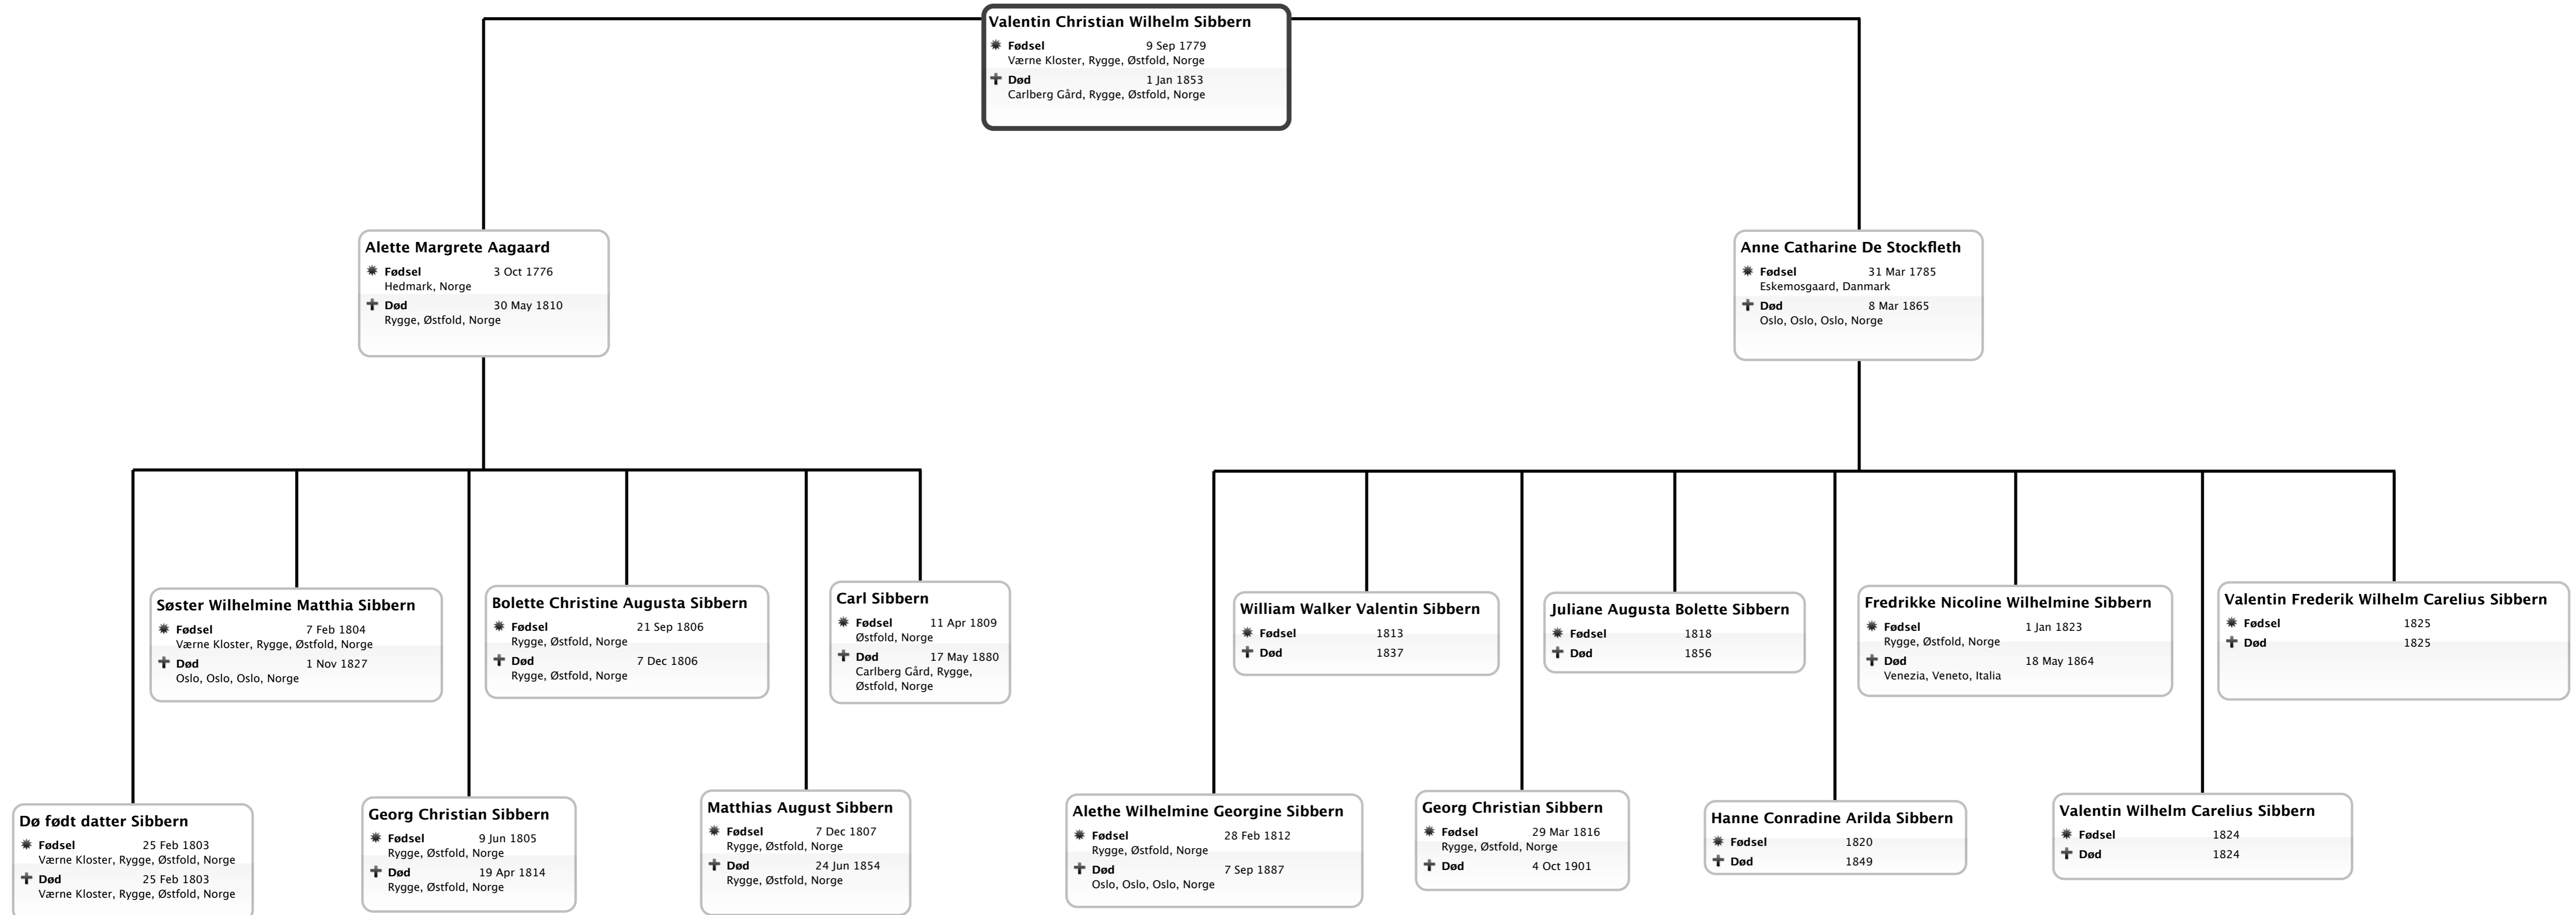 Valentin Christian Wilhelm Sibbern
Fødsel 9 Sep 1779
Værne Kloster, Rygge, Østfold, Norge
Død 1 Jan 1853
Carlberg Gård, Rygge, Østfold, Norge
Alette Margrete Aagaard
Fødsel 3 Oct 1776
Hedmark, Norge
Død 30 May 1810
Rygge, Østfold, Norge
Anne Catharine De Stockfleth
Fødsel 31 Mar 1785
Eskemosgaard, Danmark
Død 8 Mar 1865
Oslo, Oslo, Oslo, Norge
Søster Wilhelmine Matthia Sibbern
Fødsel 7 Feb 1804
Værne Kloster, Rygge, Østfold, Norge
Død 1 Nov 1827
Oslo, Oslo, Oslo, Norge
Bolette Christine Augusta Sibbern
Fødsel 21 Sep 1806
Rygge, Østfold, Norge
Død 7 Dec 1806
Rygge, Østfold, Norge
Carl Sibbern
Fødsel 11 Apr 1809
Østfold, Norge
Død 17 May 1880
Carlberg Gård, Rygge,
Østfold, Norge
William Walker Valentin Sibbern
Fødsel 1813
Død 1837
Juliane Augusta Bolette Sibbern
Fødsel 1818
Død 1856
Fredrikke Nicoline Wilhelmine Sibbern
Fødsel 1 Jan 1823
Rygge, Østfold, Norge
Død 18 May 1864
Venezia, Veneto, Italia
Valentin Frederik Wilhelm Carelius Sibbern
Fødsel 1825
Død 1825
Dø født datter Sibbern
Fødsel 25 Feb 1803
Værne Kloster, Rygge, Østfold, Norge
Død 25 Feb 1803
Værne Kloster, Rygge, Østfold, Norge
Georg Christian Sibbern
Fødsel 9 Jun 1805
Rygge, Østfold, Norge
Død 19 Apr 1814
Rygge, Østfold, Norge
Matthias August Sibbern
Fødsel 7 Dec 1807
Rygge, Østfold, Norge
Død 24 Jun 1854
Rygge, Østfold, Norge
Alethe Wilhelmine Georgine Sibbern
Fødsel 28 Feb 1812
Rygge, Østfold, Norge
Død 7 Sep 1887
Oslo, Oslo, Oslo, Norge
Georg Christian Sibbern
Fødsel 29 Mar 1816
Rygge, Østfold, Norge
Død 4 Oct 1901
Hanne Conradine Arilda Sibbern
Fødsel 1820
Død 1849
Valentin Wilhelm Carelius Sibbern
Fødsel 1824
Død 1824